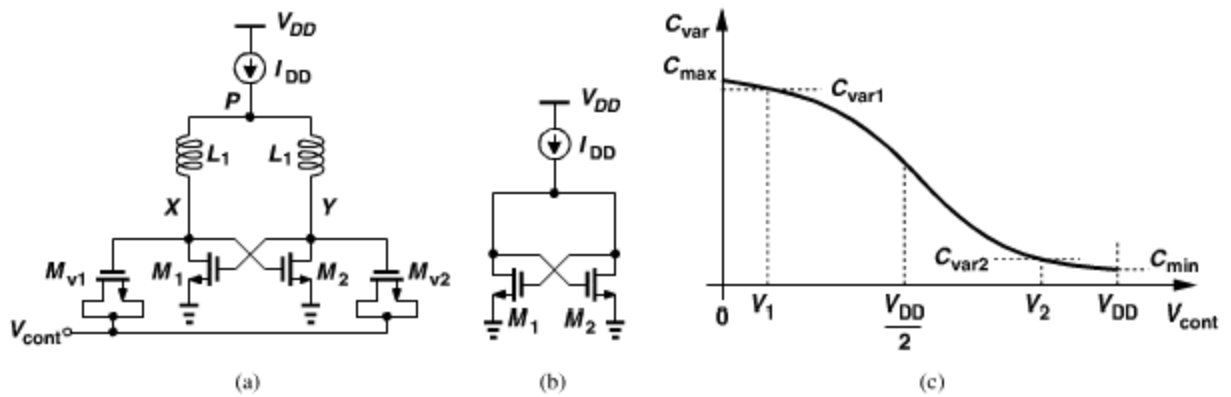 V_DD
I_DD
P
L_1 L_1
X Y
M_v1 M_1 M_2 M_v2
V_cont
(a)
V_DD
I_DD
M_1 M_2
(b)
C_var
C_max
C_var1
C_var2
C_min
0 V_1 V_DD/2 V_2 V_DD V_cont
(c)